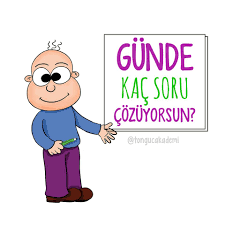 GÜNDE
KAÇ SORU
ÇÖZÜYORSUN?
@tongucakademi